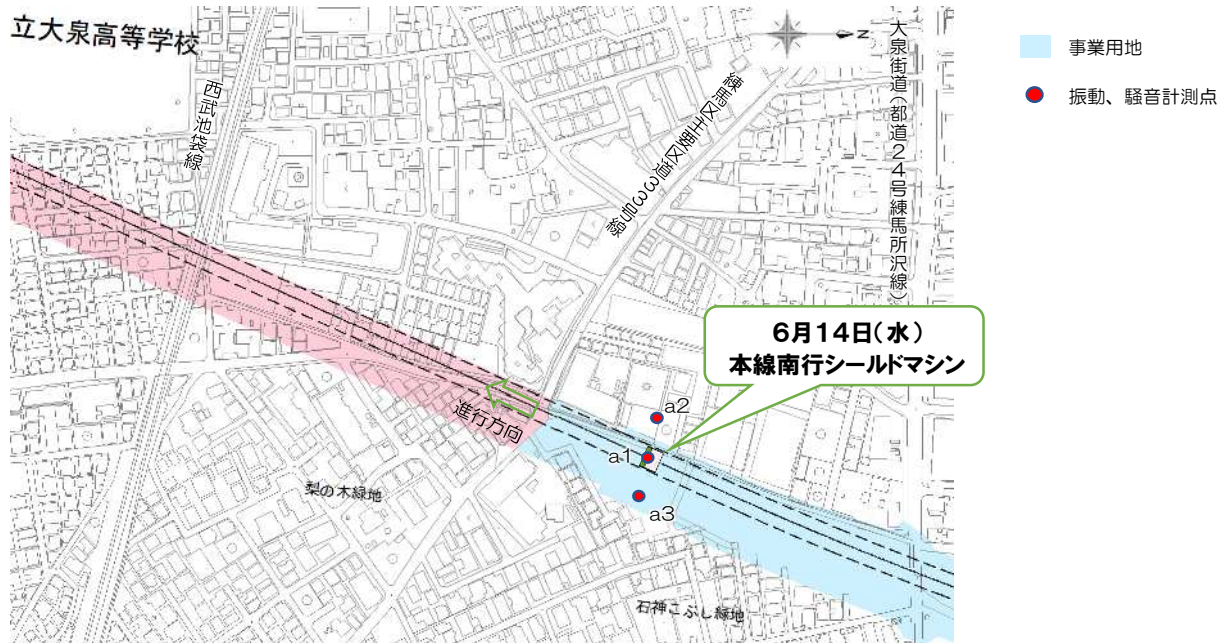 立大泉高等学校
西武池袋線
練馬区主要区道33号線
大泉街道(都道24号練馬所沢線)
N
事業用地
振動、騒音計測点
6月14日(水)
本線南行シールドマシン
進行方向
a2
a1
a3
梨の木緑地
石神こぶし緑地